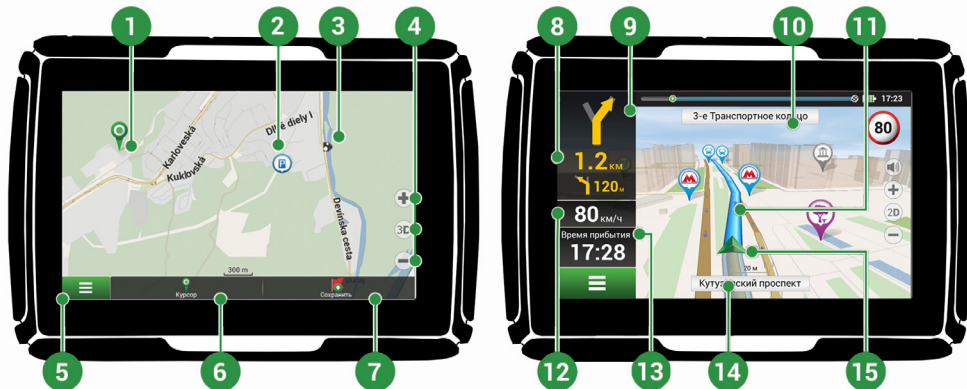 1
2
3
4
8
9
10
11
Karloveská
Kuklovská
Dlhé diely I
Devínska cesta
3D
300 m
Курсор
Сохранить
5
6
7
17:23
3-е Транспортное кольцо
80
1.2 км
120 м
80 км/ч
Время прибытия
17:28
2D
20 м
Кутузовский проспект
12
13
14
15